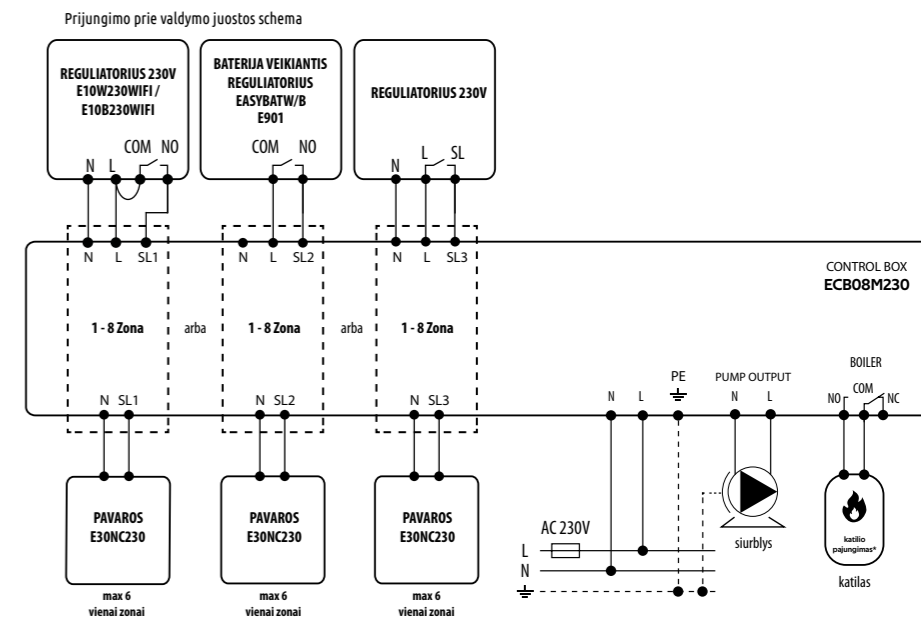 Prijungimo prie valdymo juostos schema
REGULIATORIUS 230V
E10W230WIFI /
E10B230WIFI
N L COM NO
BATERIJA VEIKIANTIS
REGULIATORIUS
EASYBATW/B
E901
COM NO
REGULIATORIUS 230V
N L SL
N L SL1
N L SL2
N L SL3
CONTROL BOX
ECB08M230
1 - 8 Zona
arba
1 - 8 Zona
arba
1 - 8 Zona
N SL1
N SL2
N SL3
N L
PE
PUMP OUTPUT
N L
BOILER
NO COM NC
PAVAROS
E30NC230
max 6
vienai zonai
PAVAROS
E30NC230
max 6
vienai zonai
PAVAROS
E30NC230
max 6
vienai zonai
AC 230V
L
N
siurblys
katilio
pajungimas*
katilas